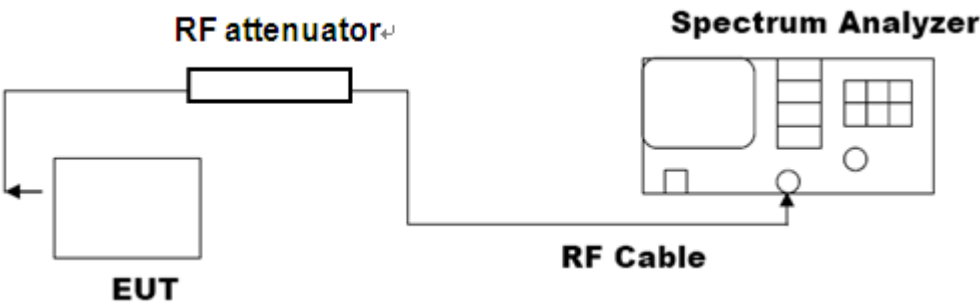 RF attenuator↵
Spectrum Analyzer
RF Cable
EUT